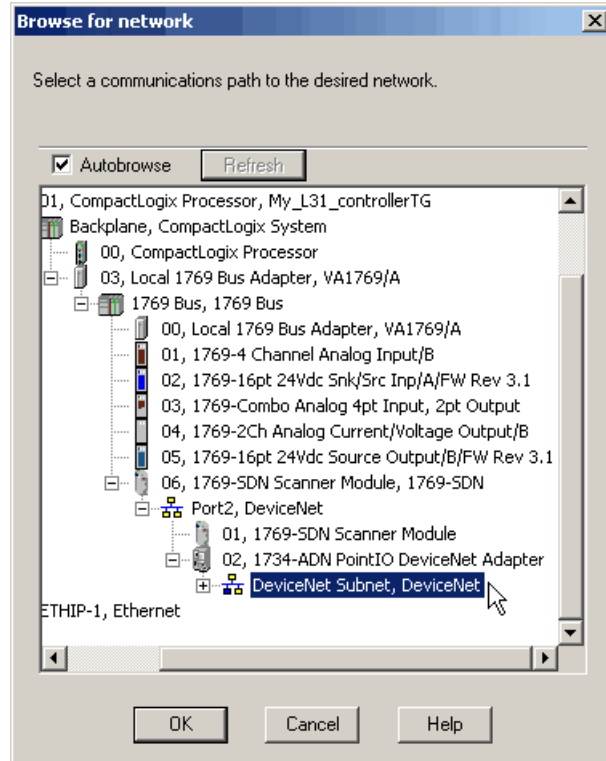 Browse for network
Select a communications path to the desired network.
Autobrowse
Refresh
01, CompactLogix Processor, My_L31_controllerTG
Backplane, CompactLogix System
00, CompactLogix Processor
03, Local 1769 Bus Adapter, VA1769/A
1769 Bus, 1769 Bus
00, Local 1769 Bus Adapter, VA1769/A
01, 1769-4 Channel Analog Input/B
02, 1769-16pt 24Vdc Snk/Src Inp/A/FW Rev 3.1
03, 1769-Combo Analog 4pt Input, 2pt Output
04, 1769-2Ch Analog Current/Voltage Output/B
05, 1769-16pt 24Vdc Source Output/B/FW Rev 3.1
06, 1769-SDN Scanner Module, 1769-SDN
Port2, DeviceNet
01, 1769-SDN Scanner Module
02, 1734-ADN PointIO DeviceNet Adapter
DeviceNet Subnet, DeviceNet
ETHIP-1, Ethernet
OK
Cancel
Help